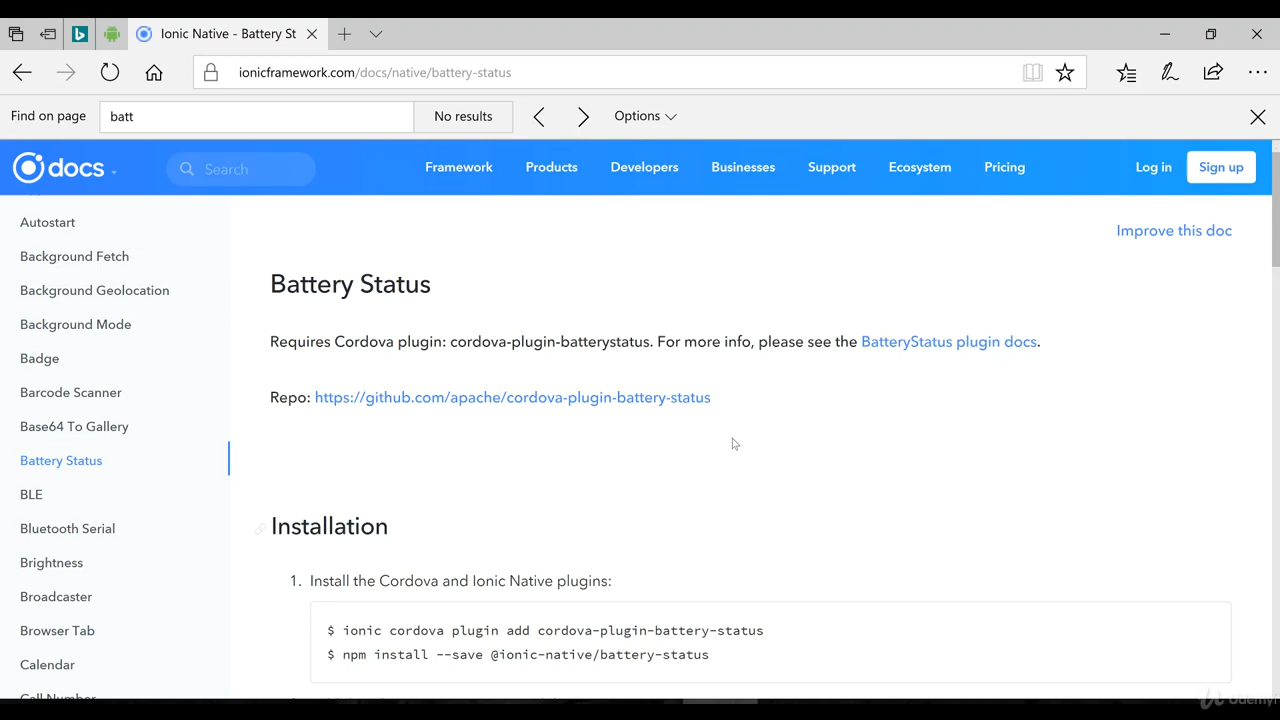 Ionic Native - Battery St
ionicframework.com/docs/native/battery-status
Find on page
batt
No results
Options
docs
Search
Framework
Products
Developers
Businesses
Support
Ecosystem
Pricing
Log in
Sign up
Autostart
Background Fetch
Background Geolocation
Background Mode
Badge
Barcode Scanner
Base64 To Gallery
Battery Status
BLE
Bluetooth Serial
Brightness
Broadcaster
Browser Tab
Calendar
Call Number
Improve this doc
Battery Status
Requires Cordova plugin: cordova-plugin-batterystatus. For more info, please see the BatteryStatus plugin docs.
Repo: https://github.com/apache/cordova-plugin-battery-status
Installation
1. Install the Cordova and Ionic Native plugins:
$ ionic cordova plugin add cordova-plugin-battery-status
$ npm install --save @ionic-native/battery-status
Udemy